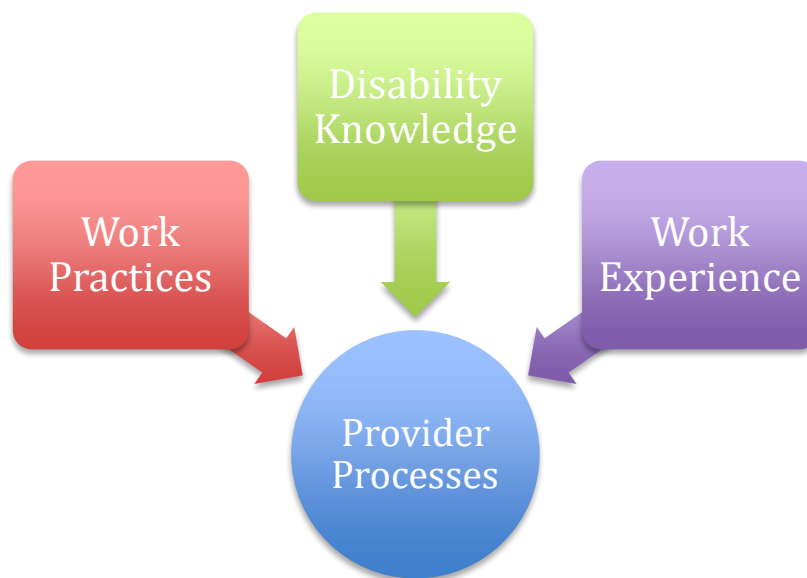 Disability
Knowledge
Work
Practices
Work
Experience
Provider
Processes